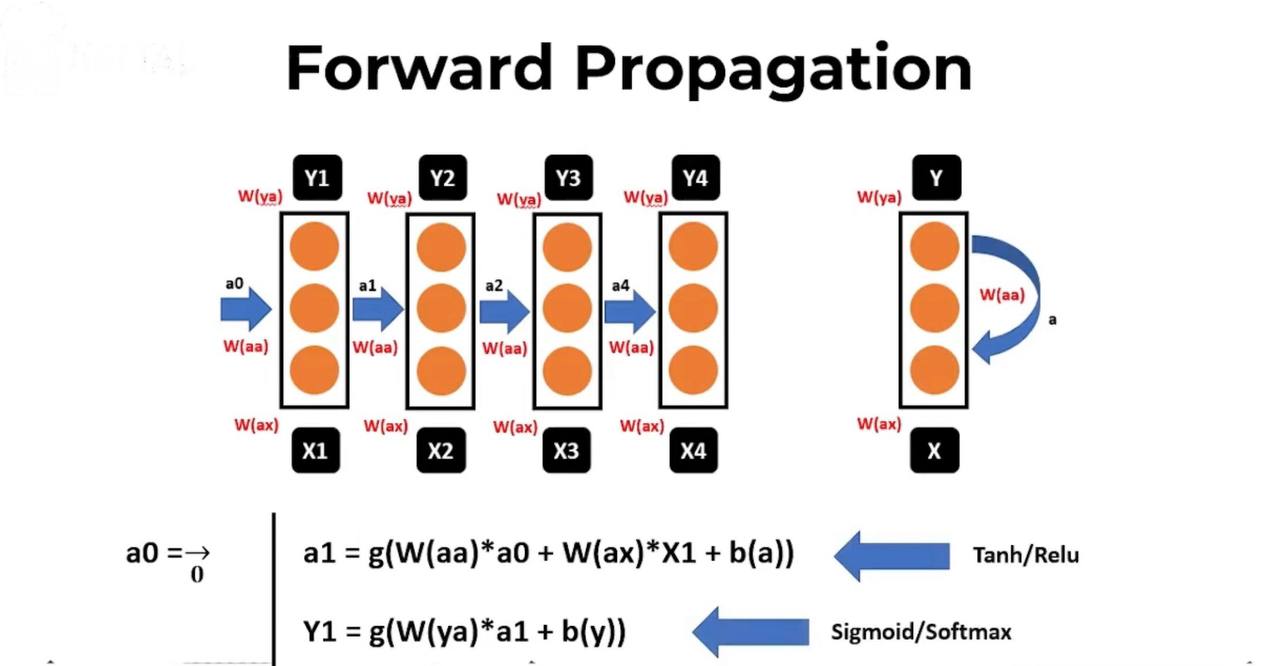 Forward Propagation
Y1 Y2 Y3 Y4 Y
W(ya) W(ya) W(ya) W(ya) W(ya)
a0 a1 a2 a4 W(aa) a
W(aa) W(aa) W(aa) W(aa)
W(ax) W(ax) W(ax) W(ax) W(ax)
X1 X2 X3 X4 X
a0 =→ a1 = g(W(aa)*a0 + W(ax)*X1 + b(a)) Tanh/Relu
0
Y1 = g(W(ya)*a1 + b(y)) Sigmoid/Softmax